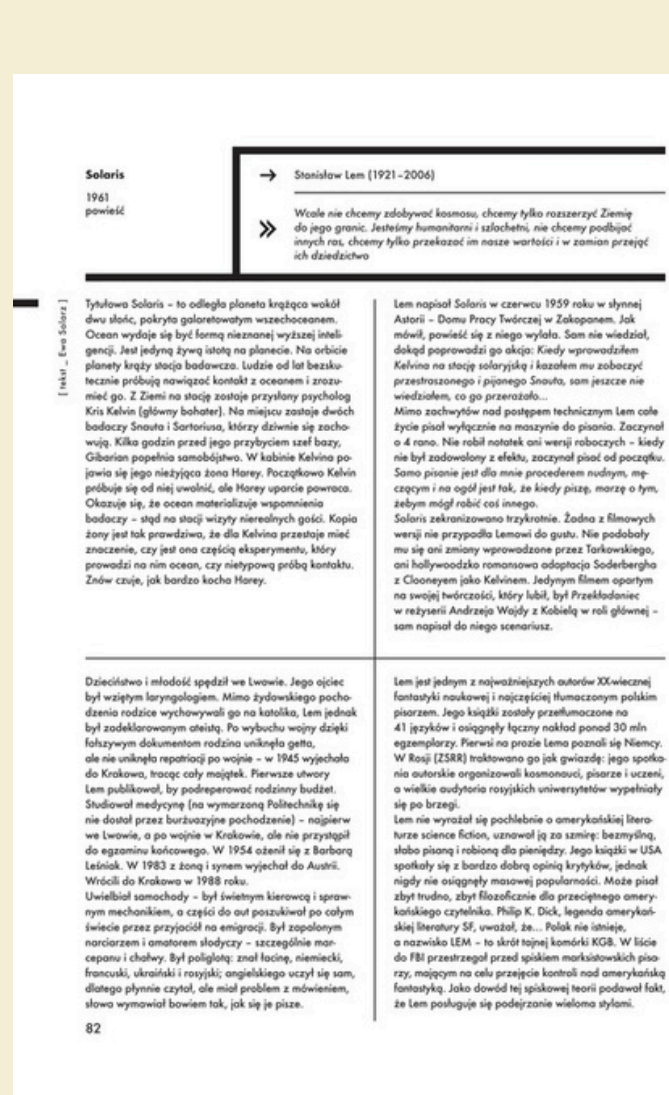 Solaris
1961
powieść
→ Stanisław Lem (1921–2006)
» Wcale nie chcemy zdobywać kosmosu, chcemy tylko rozszerzyć Ziemię
do jego granic. Jesteśmy humanitarni i szlachetni, nie chcemy podbijać
innych ras, chcemy tylko przekazać im nasze wartości i w zamian przejąć
ich dziedzictwo
[ tekst _ Ewa Solarz ]
Tytułowa Solaris – to odległa planeta krążąca wokół
dwu słońc, pokryta galaretowatym wszechoceanem.
Ocean wydaje się być formą nieznanej wyższej inteli-
gencji. Jest jedyną żywą istotą na planecie. Na orbicie
planety krąży stacja badawcza. Ludzie od lat bezsku-
tecznie próbują nawiązać kontakt z oceanem i zrozu-
mieć go. Z Ziemi na stację zostaje przysłany psycholog
Kris Kelvin (główny bohater). Na miejscu zastaje dwóch
badaczy Snauta i Sartoriusa, którzy dziwnie się zacho-
wują. Kilka godzin przed jego przybyciem szef bazy,
Gibarian popełnia samobójstwo. W kabinie Kelvina po-
jawia się jego nieżyjąca żona Harey. Początkowo Kelvin
próbuje się od niej uwolnić, ale Harey uparcie powraca.
Okazuje się, że ocean materializuje wspomnienia
badaczy – stąd na stacji wizyty nierealnych gości. Kopia
żony jest tak prawdziwa, że dla Kelvina przestaje mieć
znaczenie, czy jest ona częścią eksperymentu, który
prowadzi na nim ocean, czy nietypową próbą kontaktu.
Znów czuje, jak bardzo kocha Harey.
Lem napisał Solaris w czerwcu 1959 roku w słynnej
Astorii – Domu Pracy Twórczej w Zakopanem. Jak
mówił, powieść się z niego wylała. Sam nie wiedział,
dokąd poprowadzi go akcja: Kiedy wprowadziłem
Kelvina na stację solaryjską i kazałem mu zobaczyć
przestraszonego i pijanego Snauta, sam jeszcze nie
wiedziałem, co go przerażało...
Mimo zachwytów nad postępem technicznym Lem całe
życie pisał wyłącznie na maszynie do pisania. Zaczynał
o 4 rano. Nie robił notatek ani wersji roboczych – kiedy
nie był zadowolony z efektu, zaczynał pisać od początku.
Samo pisanie jest dla mnie procederem nudnym, mę-
czącym i na ogół jest tak, że kiedy piszę, marzę o tym,
żebym mógł robić coś innego.
Solaris zekranizowano trzykrotnie. Żadna z filmowych
wersji nie przypadła Lemowi do gustu. Nie podobały
mu się ani zmiany wprowadzone przez Tarkowskiego,
ani hollywoodzko romansowa adaptacja Soderbergha
z Clooneyem jako Kelvinem. Jedynym filmem opartym
na swojej twórczości, który lubił, był Przekładaniec
w reżyserii Andrzeja Wajdy z Kobielą w roli głównej –
sam napisał do niego scenariusz.
Dzieciństwo i młodość spędził we Lwowie. Jego ojciec
był wziętym laryngologiem. Mimo żydowskiego pocho-
dzenia rodzice wychowywali go na katolika, Lem jednak
był zadeklarowanym ateistą. Po wybuchu wojny dzięki
fałszywym dokumentom rodzina uniknęła getta,
ale nie uniknęła repatriacji po wojnie – w 1945 wyjechała
do Krakowa, tracąc cały majątek. Pierwsze utwory
Lem publikował, by podreperować rodzinny budżet.
Studiował medycynę (na wymarzoną Politechnikę się
nie dostał przez burżuazyjne pochodzenie) – najpierw
we Lwowie, a po wojnie w Krakowie, ale nie przystąpił
do egzaminu końcowego. W 1954 ożenił się z Barbarą
Leśniak. W 1983 z żoną i synem wyjechał do Austrii.
Wrócili do Krakowa w 1988 roku.
Uwielbiał samochody – był świetnym kierowcą i spraw-
nym mechanikiem, a części do aut poszukiwał po całym
świecie przez przyjaciół na emigracji. Był zapalonym
narciarzem i amatorem słodyczy – szczególnie mar-
cepanu i chałwy. Był poliglotą: znał łacinę, niemiecki,
francuski, ukraiński i rosyjski; angielskiego uczył się sam,
dlatego płynnie czytał, ale miał problem z mówieniem,
słowa wymawiał bowiem tak, jak się je pisze.
Lem jest jednym z najważniejszych autorów XX-wiecznej
fantastyki naukowej i najczęściej tłumaczonym polskim
pisarzem. Jego książki zostały przetłumaczone na
41 języków i osiągnęły łączny nakład ponad 30 mln
egzemplarzy. Pierwsi na prozie Lema poznali się Niemcy.
W Rosji (ZSRR) traktowano go jak gwiazdę: jego spotka-
nia autorskie organizowali kosmonauci, pisarze i uczeni,
a wielkie audytoria rosyjskich uniwersytetów wypełniały
się po brzegi.
Lem nie wyrażał się pochlebnie o amerykańskiej litera-
turze science fiction, uznawał ją za szmirę: bezmyślną,
słabo pisaną i robioną dla pieniędzy. Jego książki w USA
spotkały się z bardzo dobrą opinią krytyków, jednak
nigdy nie osiągnęły masowej popularności. Może pisał
zbyt trudno, zbyt filozoficznie dla przeciętnego amery-
kańskiego czytelnika. Philip K. Dick, legenda amerykań-
skiej literatury SF, uważał, że... Polak nie istnieje,
a nazwisko LEM – to skrót tajnej komórki KGB. W liście
do FBI przestrzegał przed spiskiem marksistowskich pisa-
rzy, mającym na celu przejęcie kontroli nad amerykańską
fantastyką. Jako dowód tej spiskowej teorii podawał fakt,
że Lem posługuje się podejrzanie wieloma stylami.
82